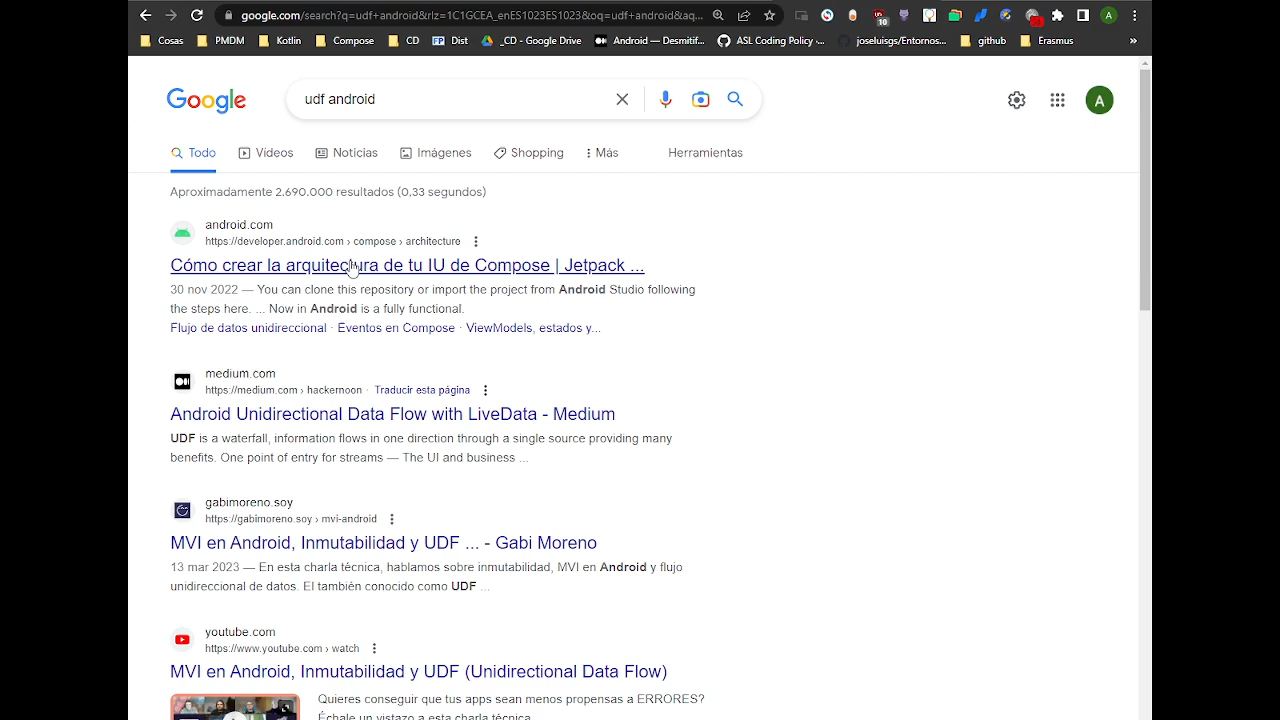 google.com/search?q=udf+android&rlz=1C1GCEA_enES1023ES1023&oq=udf+android&aq...
10
A
Cosas
PMDM
Kotlin
Compose
CD
FP Dist
_CD - Google Drive
Android — Desmitif...
ASL Coding Policy -...
joseluisgs/Entornos...
github
Erasmus
»
Google
udf android
A
Todo
Vídeos
Noticias
Imágenes
Shopping
Más
Herramientas
Aproximadamente 2.690.000 resultados (0,33 segundos)
android.com
https://developer.android.com › compose › architecture
Cómo crear la arquitectura de tu IU de Compose | Jetpack ...
30 nov 2022 — You can clone this repository or import the project from Android Studio following
the steps here. ... Now in Android is a fully functional.
Flujo de datos unidireccional · Eventos en Compose · ViewModels, estados y...
medium.com
https://medium.com › hackernoon · Traducir esta página
Android Unidirectional Data Flow with LiveData - Medium
UDF is a waterfall, information flows in one direction through a single source providing many
benefits. One point of entry for streams — The UI and business ...
gabimoreno.soy
https://gabimoreno.soy › mvi-android
MVI en Android, Inmutabilidad y UDF ... - Gabi Moreno
13 mar 2023 — En esta charla técnica, hablamos sobre inmutabilidad, MVI en Android y flujo
unidireccional de datos. El también conocido como UDF ...
youtube.com
https://www.youtube.com › watch
MVI en Android, Inmutabilidad y UDF (Unidirectional Data Flow)
Quieres conseguir que tus apps sean menos propensas a ERRORES?
Échale un vistazo a esta charla técnica